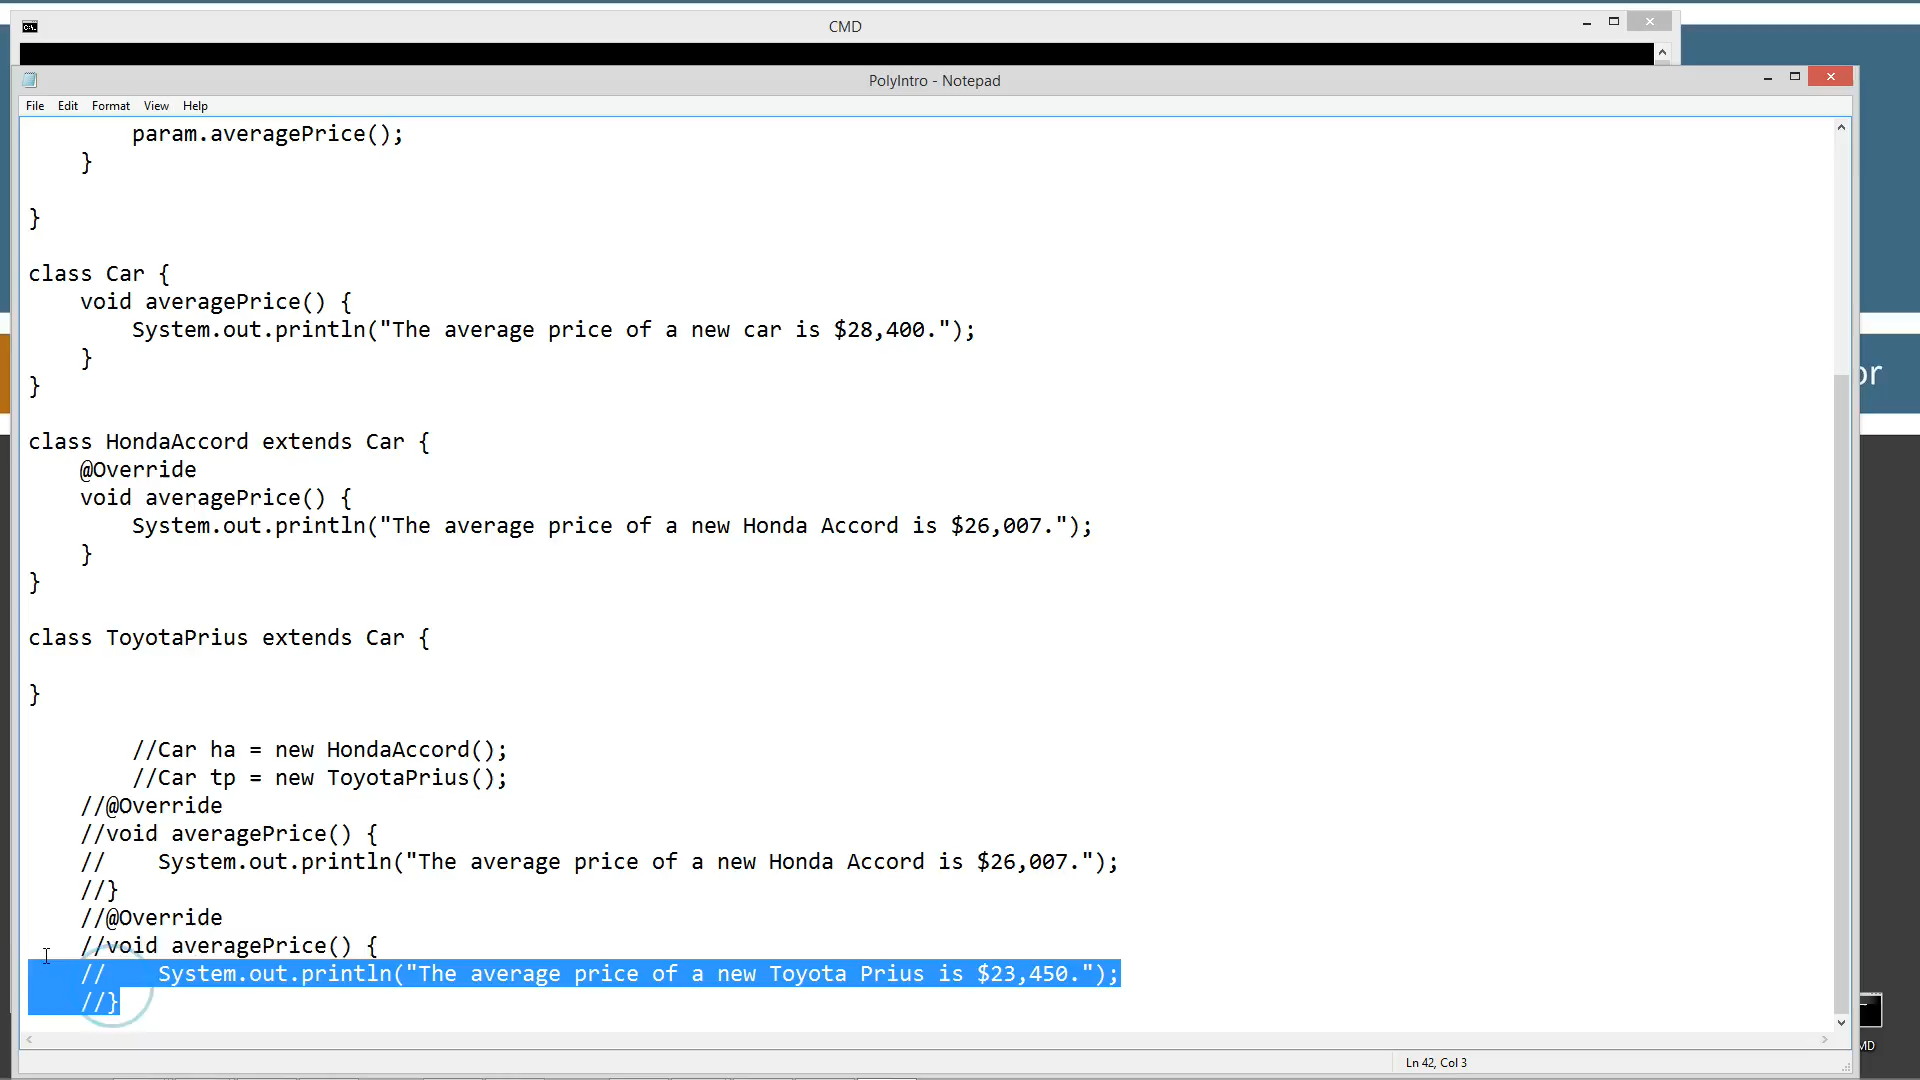 CMD
PolyIntro - Notepad
File Edit Format View Help
param.averagePrice();
}
}
class Car {
void averagePrice() {
System.out.println("The average price of a new car is $28,400.");
}
}
class HondaAccord extends Car {
@Override
void averagePrice() {
System.out.println("The average price of a new Honda Accord is $26,007.");
}
}
class ToyotaPrius extends Car {
}
//Car ha = new HondaAccord();
//Car tp = new ToyotaPrius();
//@Override
//void averagePrice() {
// System.out.println("The average price of a new Honda Accord is $26,007.");
//}
//@Override
//void averagePrice() {
// System.out.println("The average price of a new Toyota Prius is $23,450.");
//}
Ln 42, Col 3
or
MD